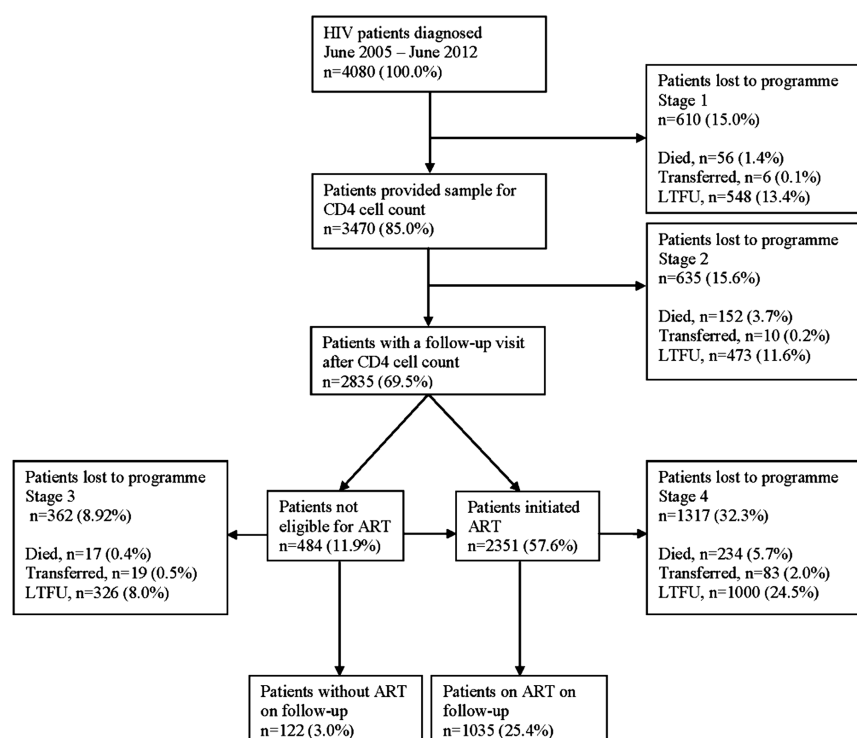 HIV patients diagnosed
June 2005 – June 2012
n=4080 (100.0%)
Patients lost to programme
Stage 1
n=610 (15.0%)
Died, n=56 (1.4%)
Transferred, n=6 (0.1%)
LTFU, n=548 (13.4%)
Patients provided sample for
CD4 cell count
n=3470 (85.0%)
Patients lost to programme
Stage 2
n=635 (15.6%)
Died, n=152 (3.7%)
Transferred, n=10 (0.2%)
LTFU, n=473 (11.6%)
Patients with a follow-up visit
after CD4 cell count
n=2835 (69.5%)
Patients lost to programme
Stage 3
n=362 (8.92%)
Died, n=17 (0.4%)
Transferred, n=19 (0.5%)
LTFU, n=326 (8.0%)
Patients not
eligible for ART
n=484 (11.9%)
Patients initiated
ART
n=2351 (57.6%)
Patients lost to programme
Stage 4
n=1317 (32.3%)
Died, n=234 (5.7%)
Transferred, n=83 (2.0%)
LTFU, n=1000 (24.5%)
Patients without ART
on follow-up
n=122 (3.0%)
Patients on ART on
follow-up
n=1035 (25.4%)